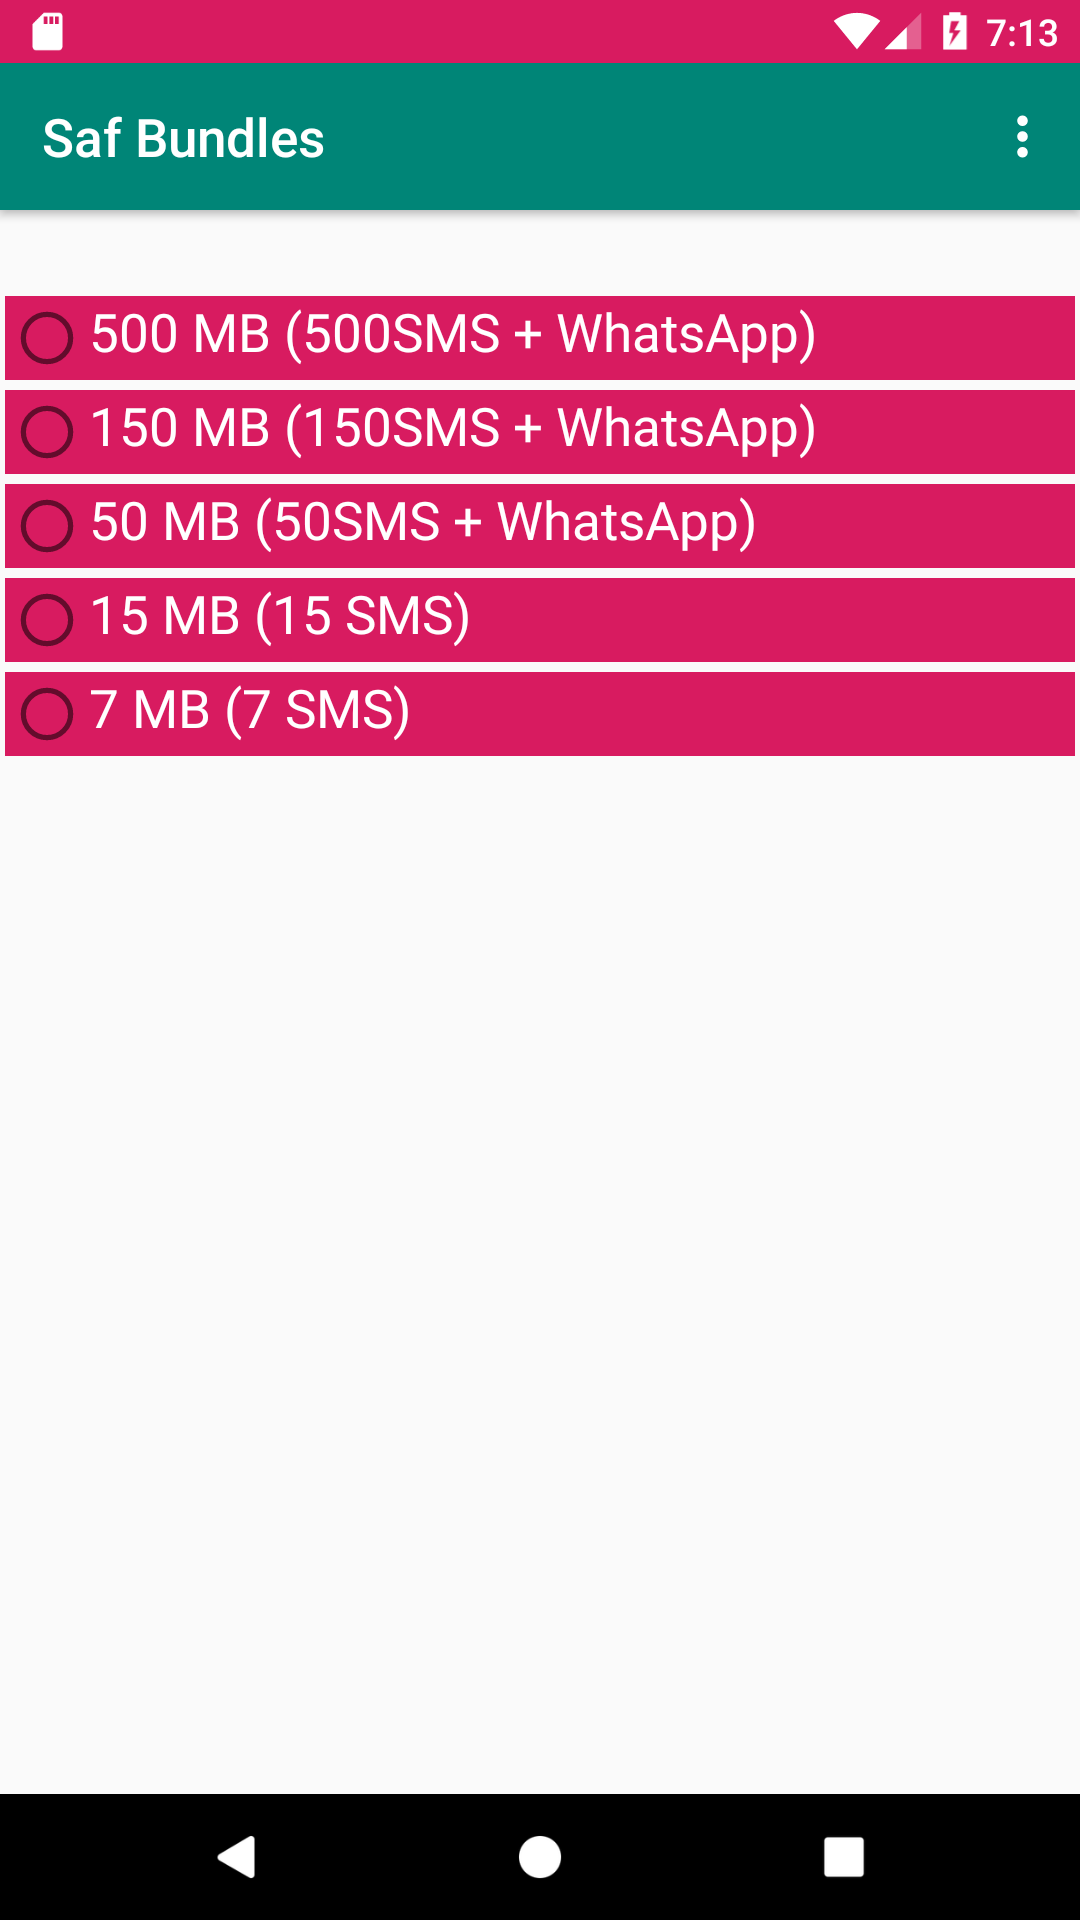 7:13
Saf Bundles
500 MB (500SMS + WhatsApp)
150 MB (150SMS + WhatsApp)
50 MB (50SMS + WhatsApp)
15 MB (15 SMS)
7 MB (7 SMS)